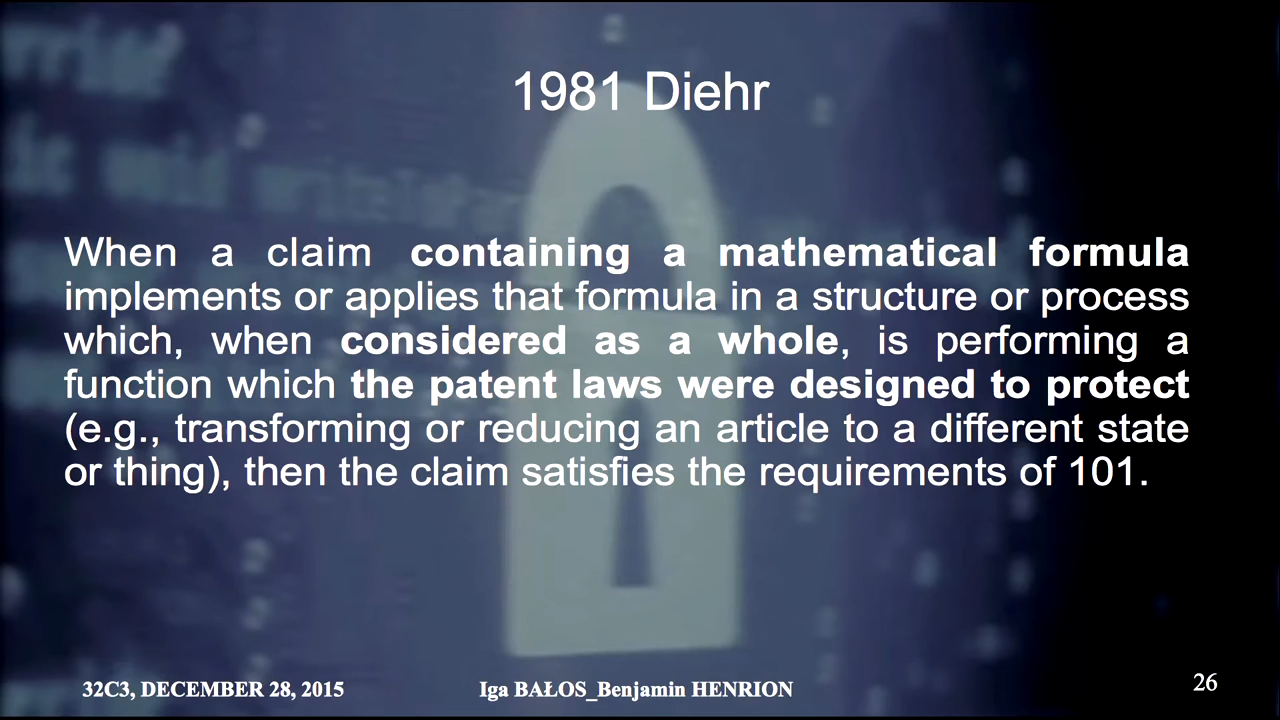 1981 Diehr
When a claim containing a mathematical formula
implements or applies that formula in a structure or process
which, when considered as a whole, is performing a
function which the patent laws were designed to protect
(e.g., transforming or reducing an article to a different state
or thing), then the claim satisfies the requirements of 101.
32C3, DECEMBER 28, 2015
Iga BAŁOS_Benjamin HENRION
26